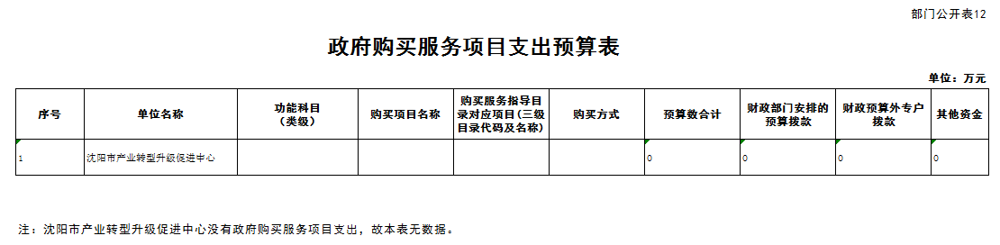 部门公开表12
政府购买服务项目支出预算表
单位：万元
序号 单位名称 功能科目（类级） 购买项目名称 购买服务指导目录对应项目(三级目录代码及名称) 购买方式 预算数合计 财政部门安排的预算拨款 财政预算外专户拨款 其他资金
1 沈阳市产业转型升级促进中心 0 0 0 0
注：沈阳市产业转型升级促进中心没有政府购买服务项目支出，故本表无数据。